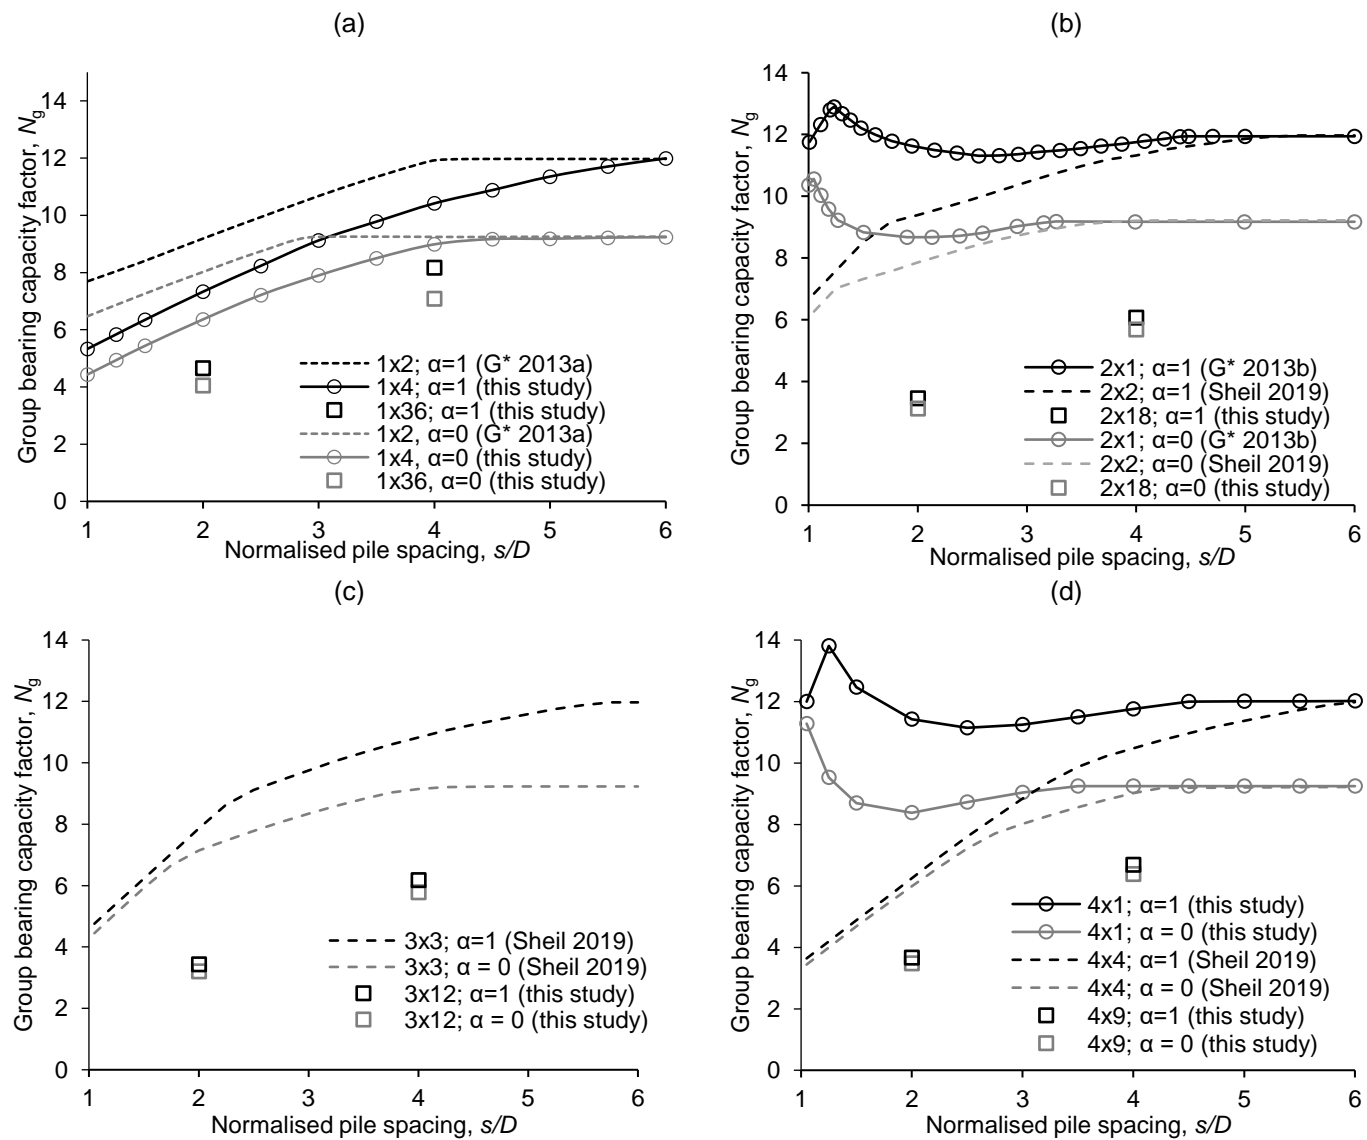 (a)
Group bearing capacity factor, Ng
14
12
10
8
6
4
2
0
1x2; α=1 (G* 2013a)
1x4; α=1 (this study)
1x36; α=1 (this study)
1x2, α=0 (G* 2013a)
1x4, α=0 (this study)
1x36, α=0 (this study)
1 2 3 4 5 6
Normalised pile spacing, s/D
(b)
Group bearing capacity factor, Ng
14
12
10
8
6
4
2
0
2x1; α=1 (G* 2013b)
2x2; α=1 (Sheil 2019)
2x18; α=1 (this study)
2x1; α=0 (G* 2013b)
2x2; α=0 (Sheil 2019)
2x18; α=0 (this study)
1 2 3 4 5 6
Normalised pile spacing, s/D
(c)
Group bearing capacity factor, Ng
14
12
10
8
6
4
2
0
3x3; α=1 (Sheil 2019)
3x3; α = 0 (Sheil 2019)
3x12; α=1 (this study)
3x12; α = 0 (this study)
1 2 3 4 5 6
Normalised pile spacing, s/D
(d)
Group bearing capacity factor, Ng
14
12
10
8
6
4
2
0
4x1; α=1 (this study)
4x1; α = 0 (this study)
4x4; α=1 (Sheil 2019)
4x4; α = 0 (Sheil 2019)
4x9; α=1 (this study)
4x9; α = 0 (this study)
1 2 3 4 5 6
Normalised pile spacing, s/D